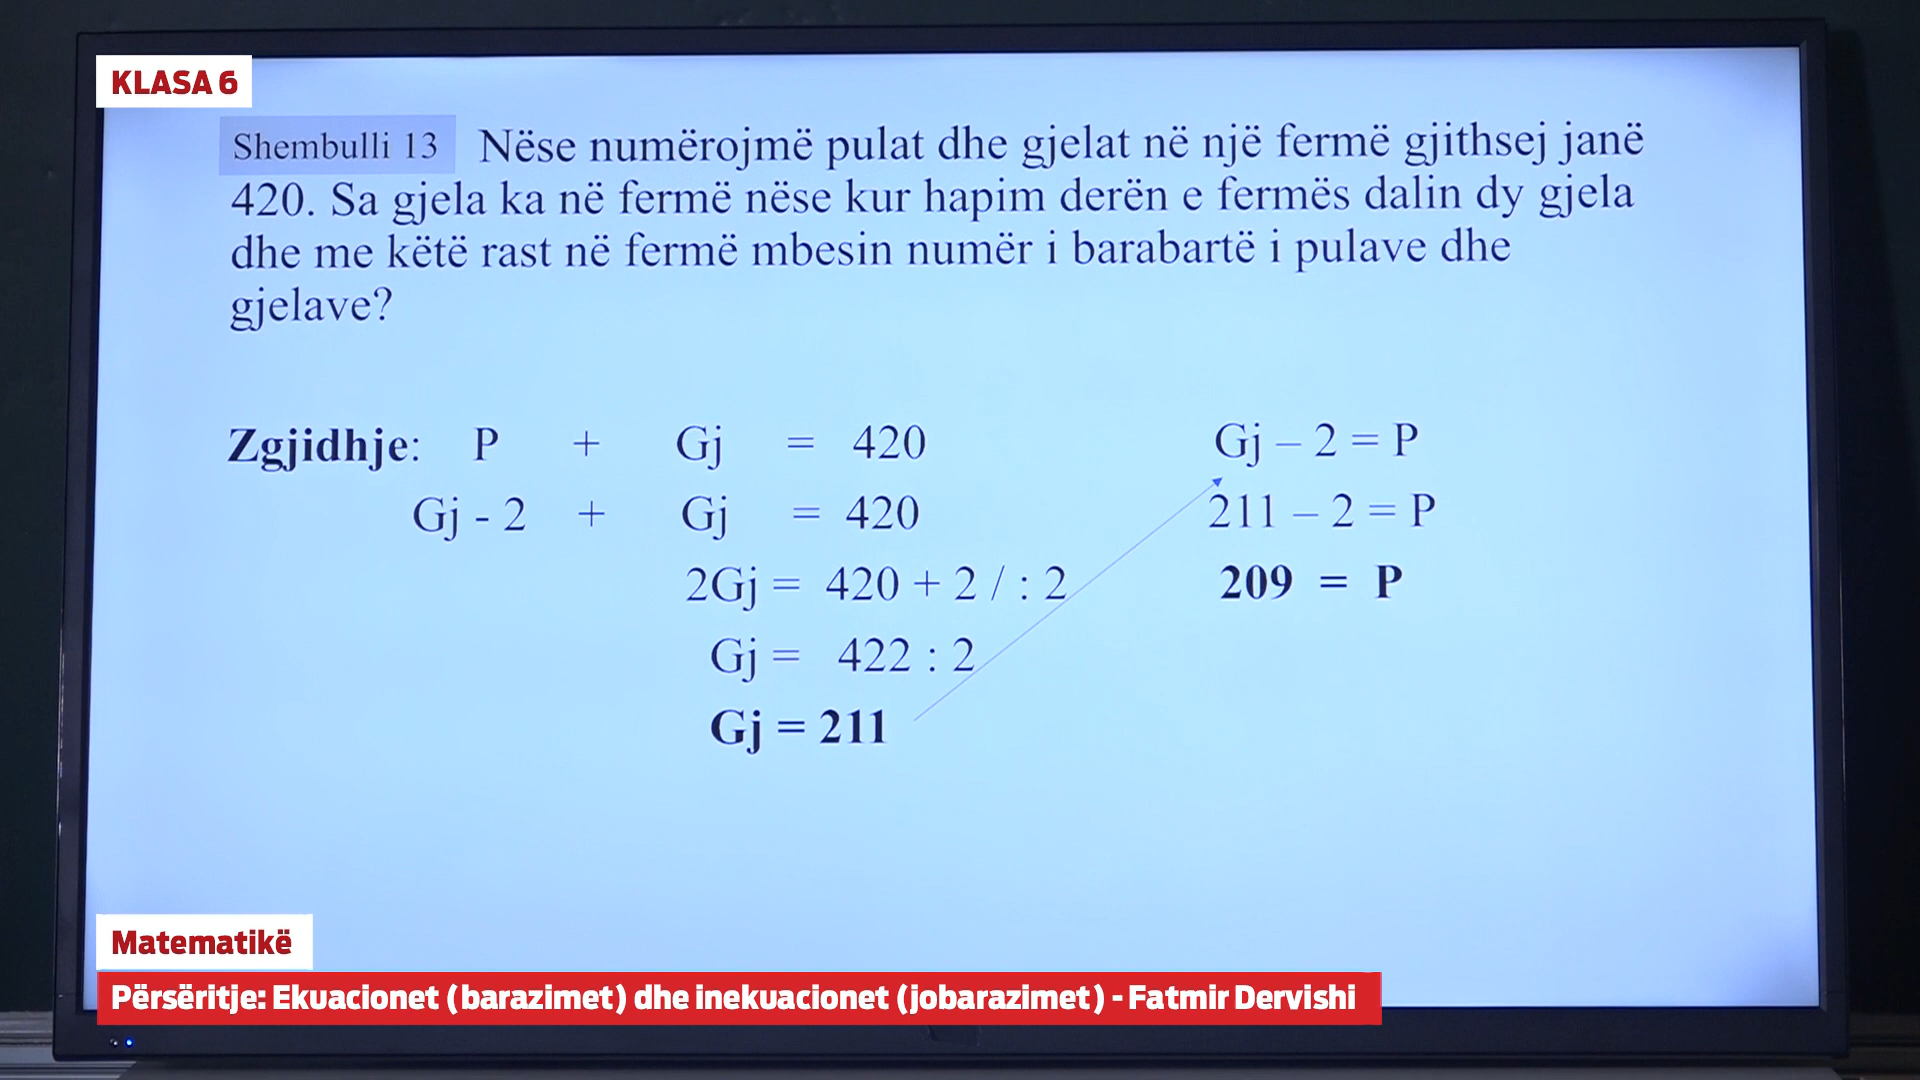 KLASA 6
Shembulli 13 Nëse numërojmë pulat dhe gjelat në një fermë gjithsej janë
420. Sa gjela ka në fermë nëse kur hapim derën e fermës dalin dy gjela
dhe me këtë rast në fermë mbesin numër i barabartë i pulave dhe
gjelave?
Zgjidhje: P + Gj = 420
Gj - 2 + Gj = 420
2Gj = 420 + 2 / : 2
Gj = 422 : 2
Gj = 211
Gj – 2 = P
211 – 2 = P
209 = P
Matematikë
Përsëritje: Ekuacionet (barazimet) dhe inekuacionet (jobarazimet) - Fatmir Dervishi